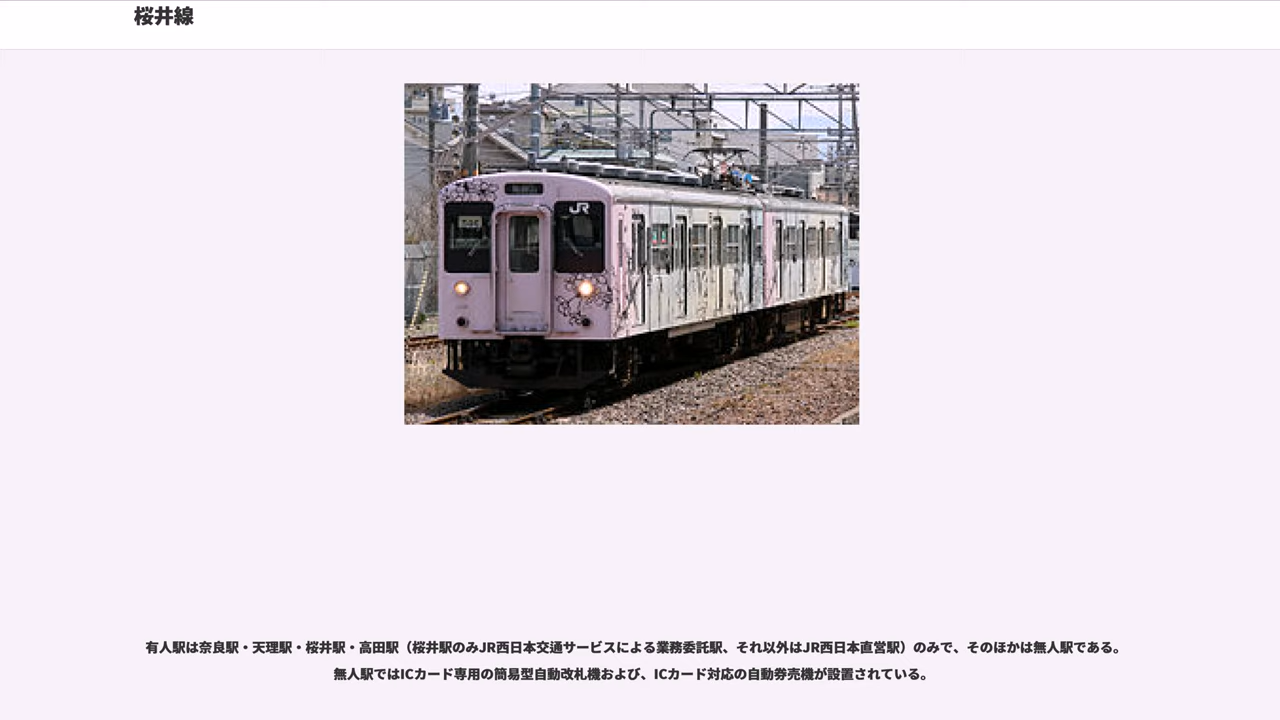 桜井線
JR
有人駅は奈良駅・天理駅・桜井駅・高田駅（桜井駅のみJR西日本交通サービスによる業務委託駅、それ以外はJR西日本直営駅）のみで、そのほかは無人駅である。
無人駅ではICカード専用の簡易型自動改札機および、ICカード対応の自動券売機が設置されている。